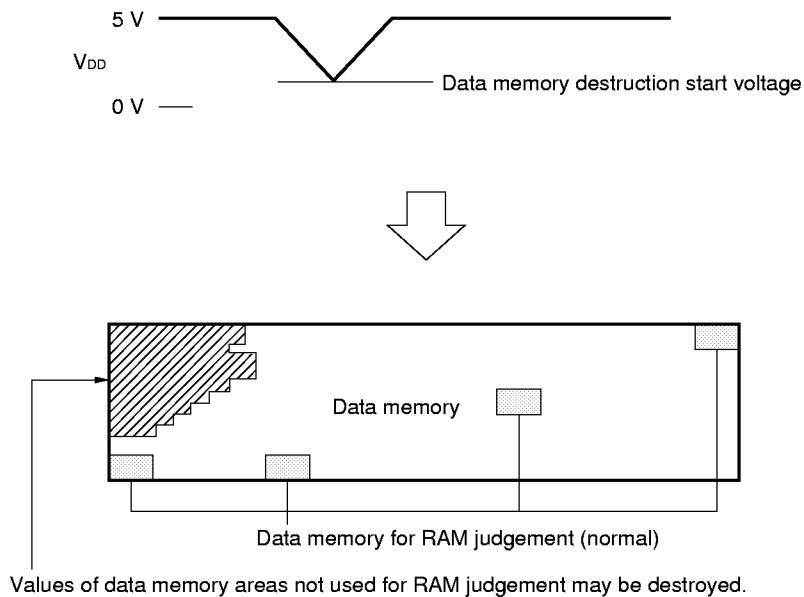 5 V
VDD
Data memory destruction start voltage
0 V
Data memory
Data memory for RAM judgement (normal)
Values of data memory areas not used for RAM judgement may be destroyed.